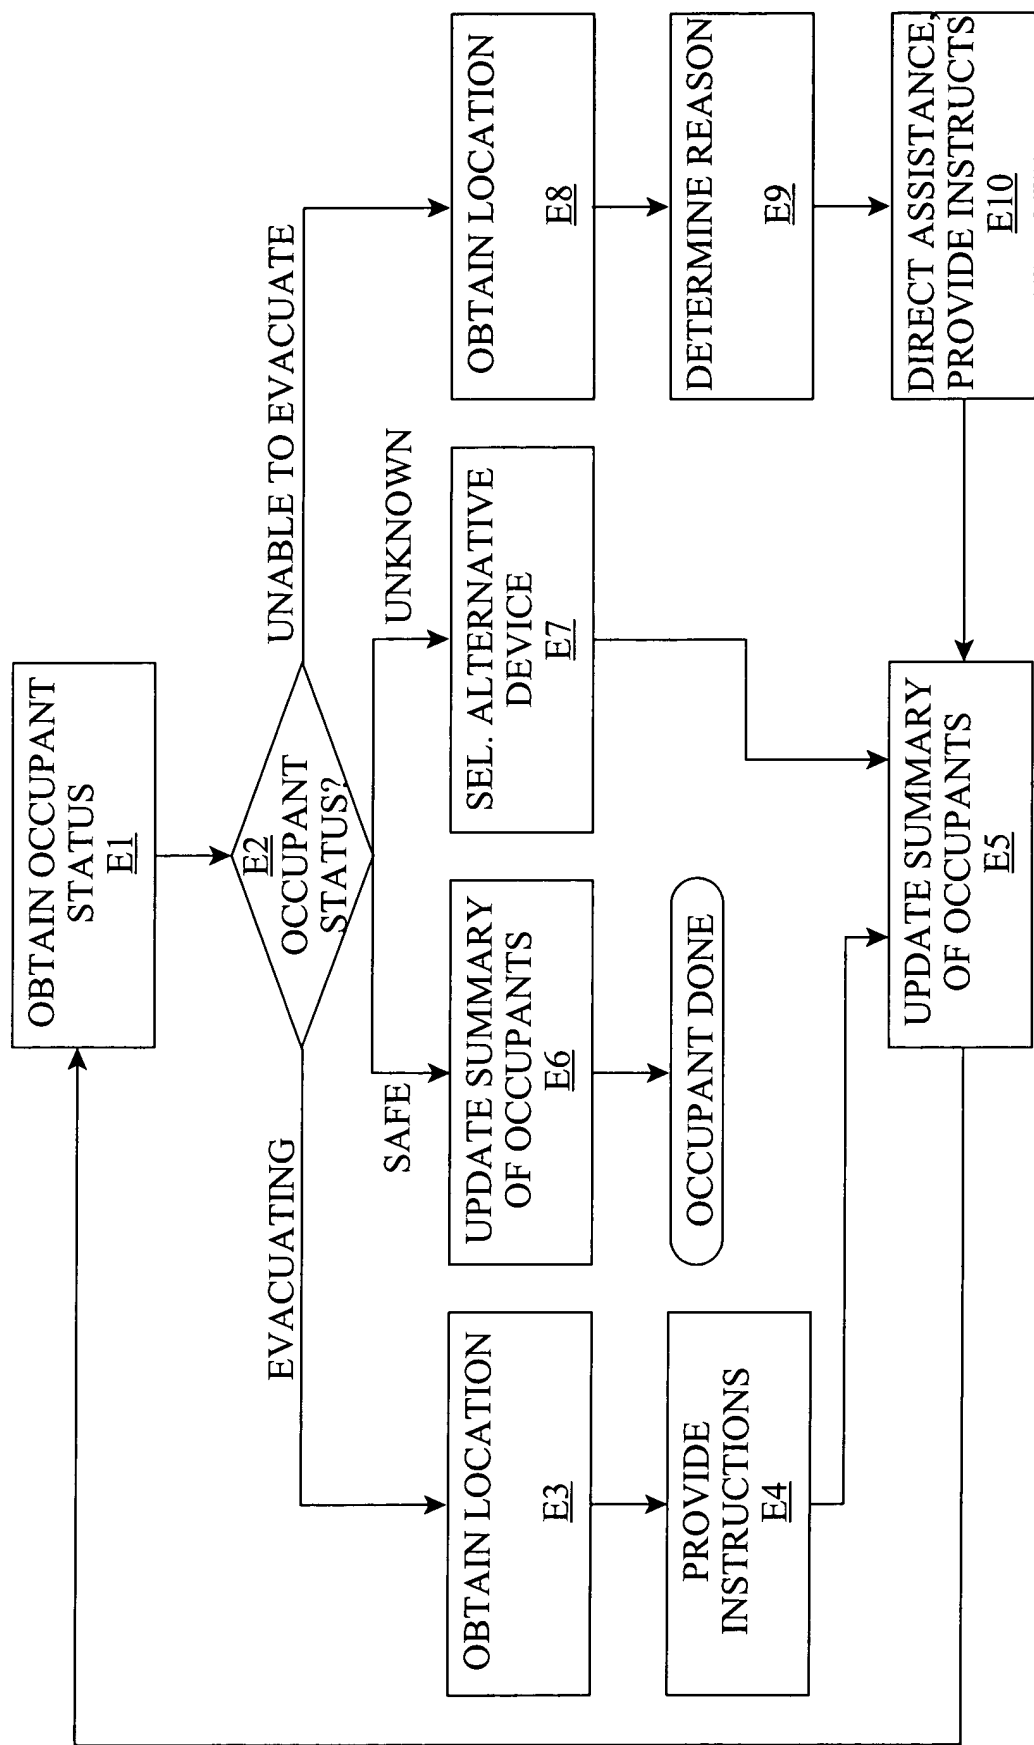 OBTAIN OCCUPANT
STATUS
E1
E2
OCCUPANT
STATUS?
EVACUATING
SAFE
UNKNOWN
UNABLE TO EVACUATE
OBTAIN LOCATION
E3
PROVIDE
INSTRUCTIONS
E4
UPDATE SUMMARY
OF OCCUPANTS
E6
OCCUPANT DONE
SEL. ALTERNATIVE
DEVICE
E7
OBTAIN LOCATION
E8
DETERMINE REASON
E9
DIRECT ASSISTANCE,
PROVIDE INSTRUCTS
E10
UPDATE SUMMARY
OF OCCUPANTS
E5